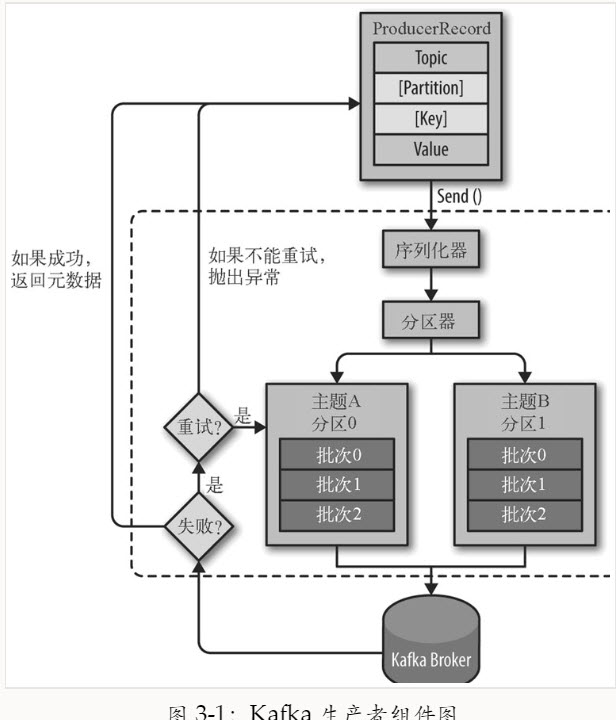 ProducerRecord
Topic
[Partition]
[Key]
Value
Send ()
如果成功，
返回元数据
如果不能重试，
抛出异常
序列化器
分区器
主题A
分区0
批次0
批次1
批次2
主题B
分区1
批次0
批次1
批次2
重试？
是
是
失败？
Kafka Broker
图 3-1：Kafka 生产者组件图